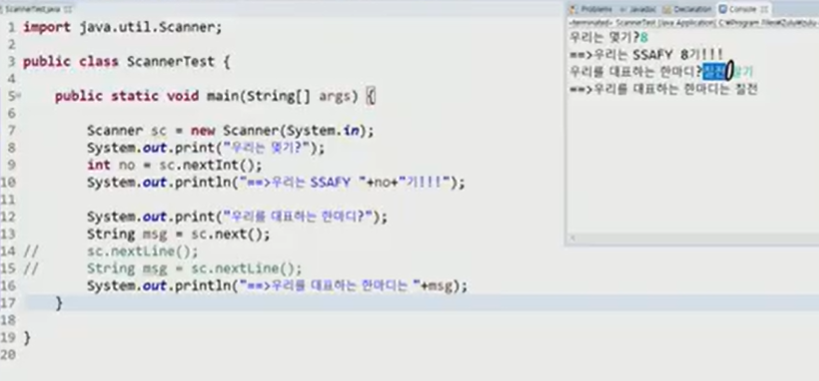 ScannerTest.java
1 import java.util.Scanner;
2
3 public class ScannerTest {
4
5 public static void main(String[] args) {
6
7 Scanner sc = new Scanner(System.in);
8 System.out.print("우리는 몇기?");
9 int no = sc.nextInt();
10 System.out.println("==>우리는 SSAFY "+no+"기!!!");
11
12 System.out.print("우리를 대표하는 한마디?");
13 String msg = sc.next();
14 // sc.nextLine();
15 // String msg = sc.nextLine();
16 System.out.println("==>우리를 대표하는 한마디는 "+msg);
17 }
18
19 }
20
Problems Javadoc Declaration Console
<terminated> ScannerTest [Java Application] C:\Program Files\Zulu\zulu
우리는 몇기?8
==>우리는 SSAFY 8기!!!
우리를 대표하는 한마디?칠전
==>우리를 대표하는 한마디는 칠전